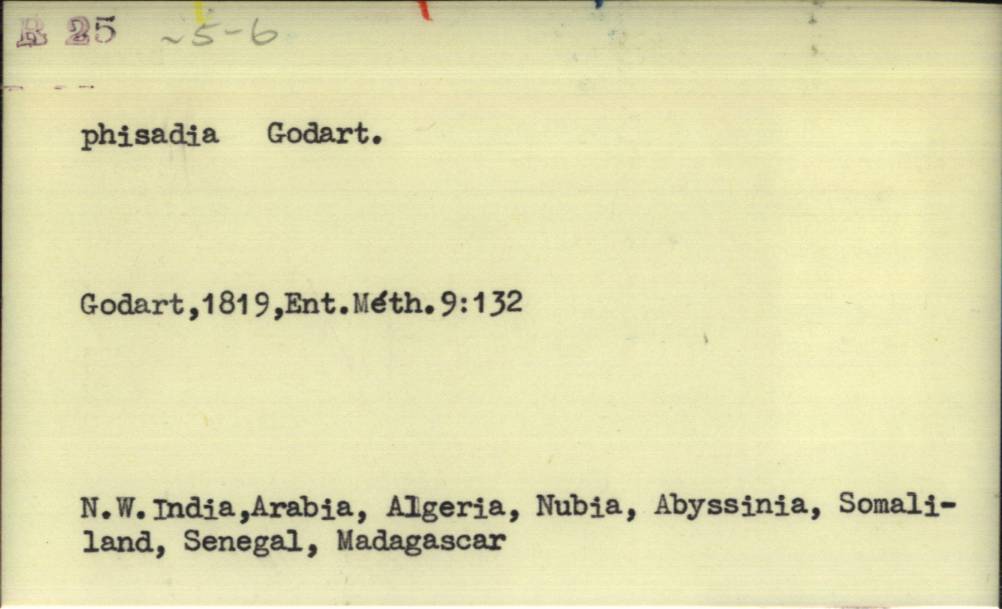 R 25 ~5-6
phisadia Godart.
Godart,1819,Ent.Méth.9:132
N.W.India,Arabia, Algeria, Nubia, Abyssinia, Somali-
land, Senegal, Madagascar